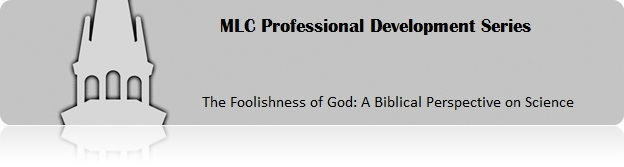 MLC Professional Development Series
The Foolishness of God: A Biblical Perspective on Science